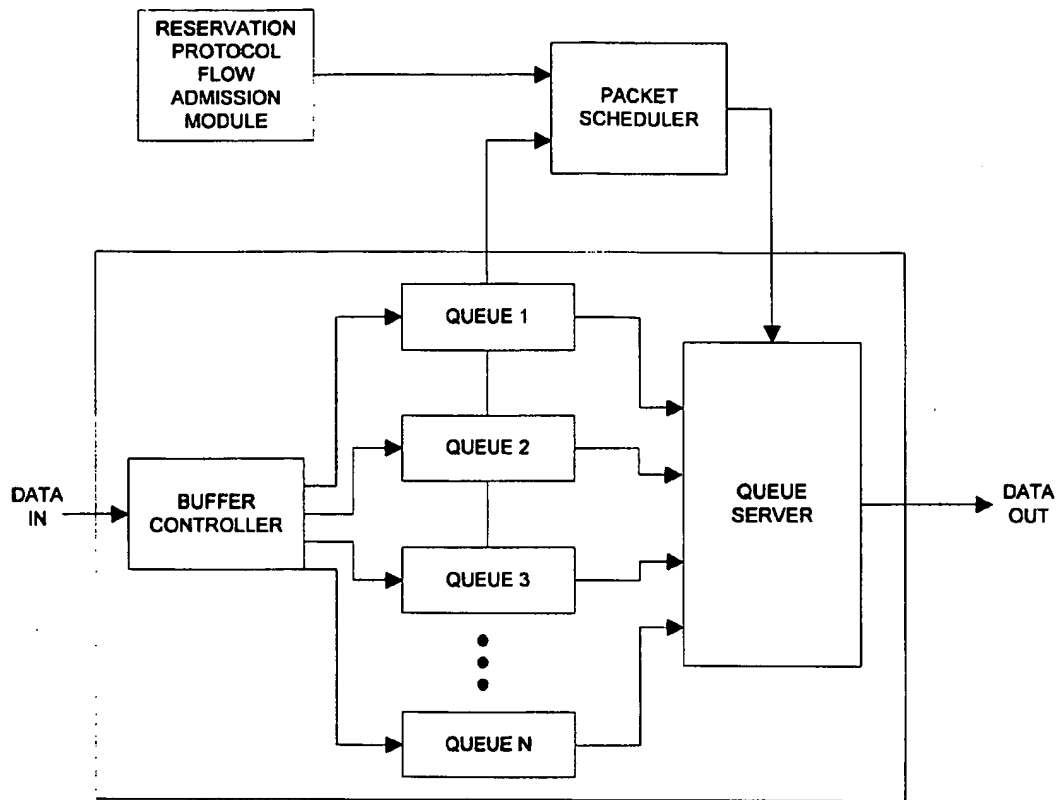 RESERVATION
PROTOCOL
FLOW
ADMISSION
MODULE
PACKET
SCHEDULER
QUEUE 1
QUEUE 2
DATA
IN
BUFFER
CONTROLLER
QUEUE
SERVER
DATA
OUT
QUEUE 3
QUEUE N